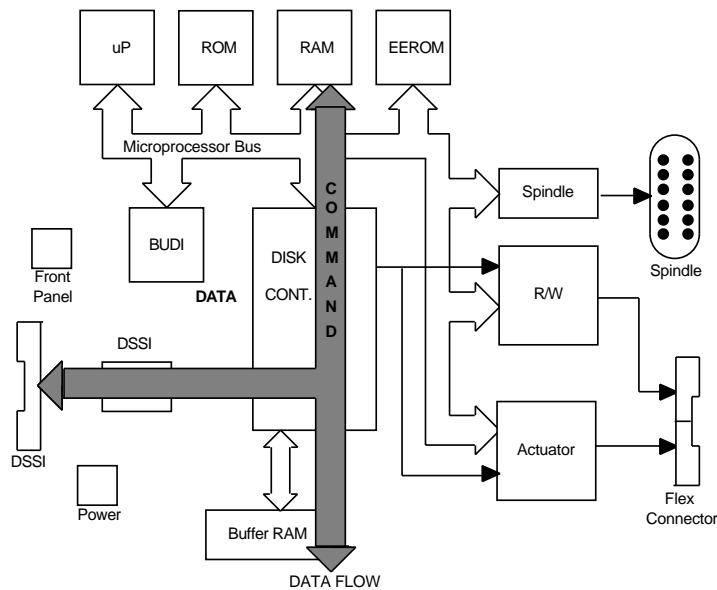 uP
ROM
RAM
EEROM
Microprocessor Bus
COMMAND
Spindle
Spindle
BUDI
DISK
CONT.
DATA
Front
Panel
R/W
DSSI
DSSI
Actuator
Power
Buffer RAM
Flex
Connector
DATA FLOW